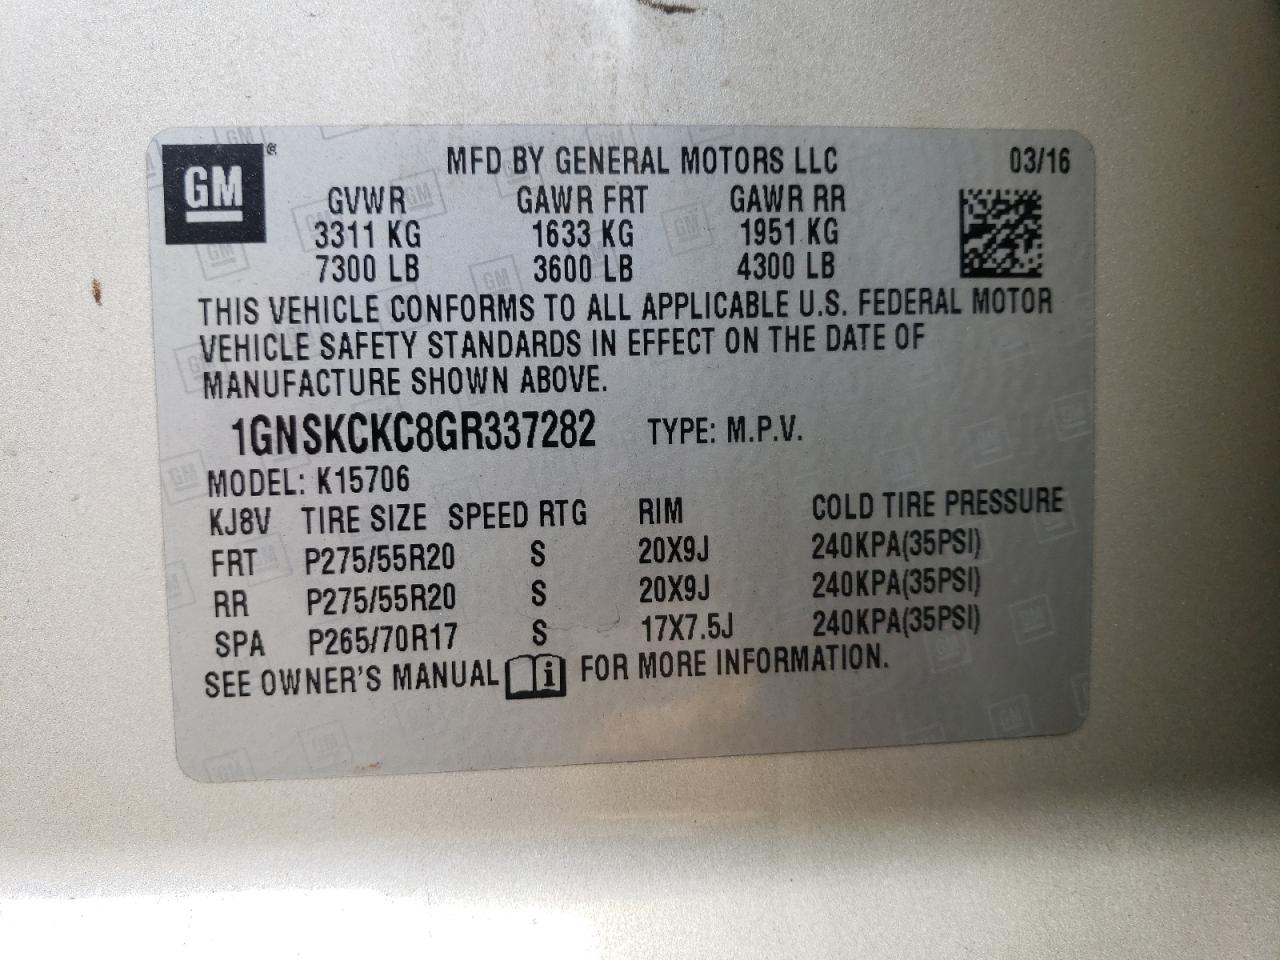 GM
MFD BY GENERAL MOTORS LLC 03/16
GVWR GAWR FRT GAWR RR
3311 KG 1633 KG 1951 KG
7300 LB 3600 LB 4300 LB
THIS VEHICLE CONFORMS TO ALL APPLICABLE U.S. FEDERAL MOTOR
VEHICLE SAFETY STANDARDS IN EFFECT ON THE DATE OF
MANUFACTURE SHOWN ABOVE.
1GNSKCKC8GR337282 TYPE: M.P.V.
MODEL: K15706
KJ8V TIRE SIZE SPEED RTG RIM COLD TIRE PRESSURE
FRT P275/55R20 S 20X9J 240KPA(35PSI)
RR P275/55R20 S 20X9J 240KPA(35PSI)
SPA P265/70R17 S 17X7.5J 240KPA(35PSI)
SEE OWNER'S MANUAL i FOR MORE INFORMATION.